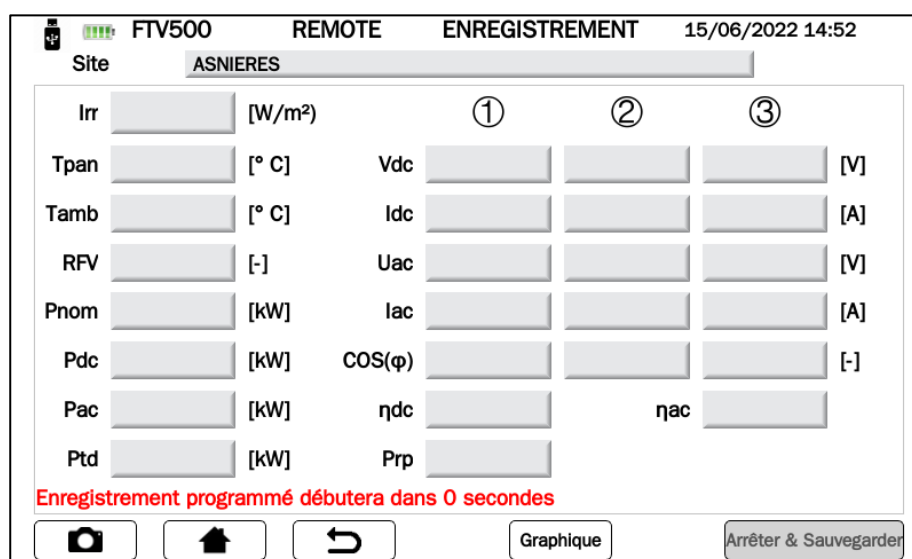 FTV500 REMOTE ENREGISTREMENT 15/06/2022 14:52
Site ASNIERES
Irr [W/m²) ① ② ③
Tpan [° C] Vdc [V]
Tamb [° C] Idc [A]
RFV [-] Uac [V]
Pnom [kW] Iac [A]
Pdc [kW] COS(φ) [-]
Pac [kW] ηdc ηac
Ptd [kW] Prp
Enregistrement programmé débutera dans 0 secondes
Graphique Arrêter & Sauvegarder